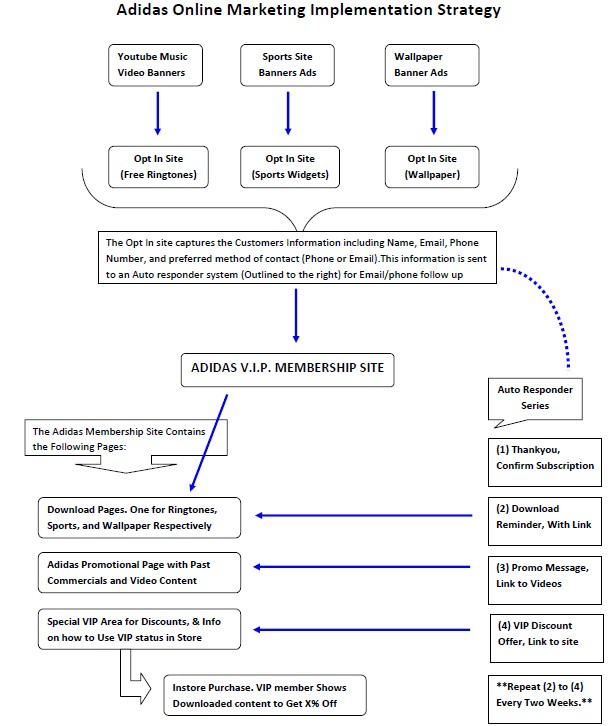 Adidas Online Marketing Implementation Strategy
Youtube Music
Video Banners
Sports Site
Banners Ads
Wallpaper
Banner Ads
Opt In Site
(Free Ringtones)
Opt In Site
(Sports Widgets)
Opt In Site
(Wallpaper)
The Opt In site captures the Customers Information including Name, Email, Phone
Number, and preferred method of contact (Phone or Email).This information is sent
to an Auto responder system (Outlined to the right) for Email/phone follow up
ADIDAS V.I.P. MEMBERSHIP SITE
Auto Responder
Series
The Adidas Membership Site Contains
the Following Pages:
(1) Thankyou,
Confirm Subscription
Download Pages. One for Ringtones,
Sports, and Wallpaper Respectively
(2) Download
Reminder, With Link
Adidas Promotional Page with Past
Commercials and Video Content
(3) Promo Message,
Link to Videos
Special VIP Area for Discounts, & Info
on how to Use VIP status in Store
(4) VIP Discount
Offer, Link to site
Instore Purchase. VIP member Shows
Downloaded content to Get X% Off
**Repeat (2) to (4)
Every Two Weeks.**